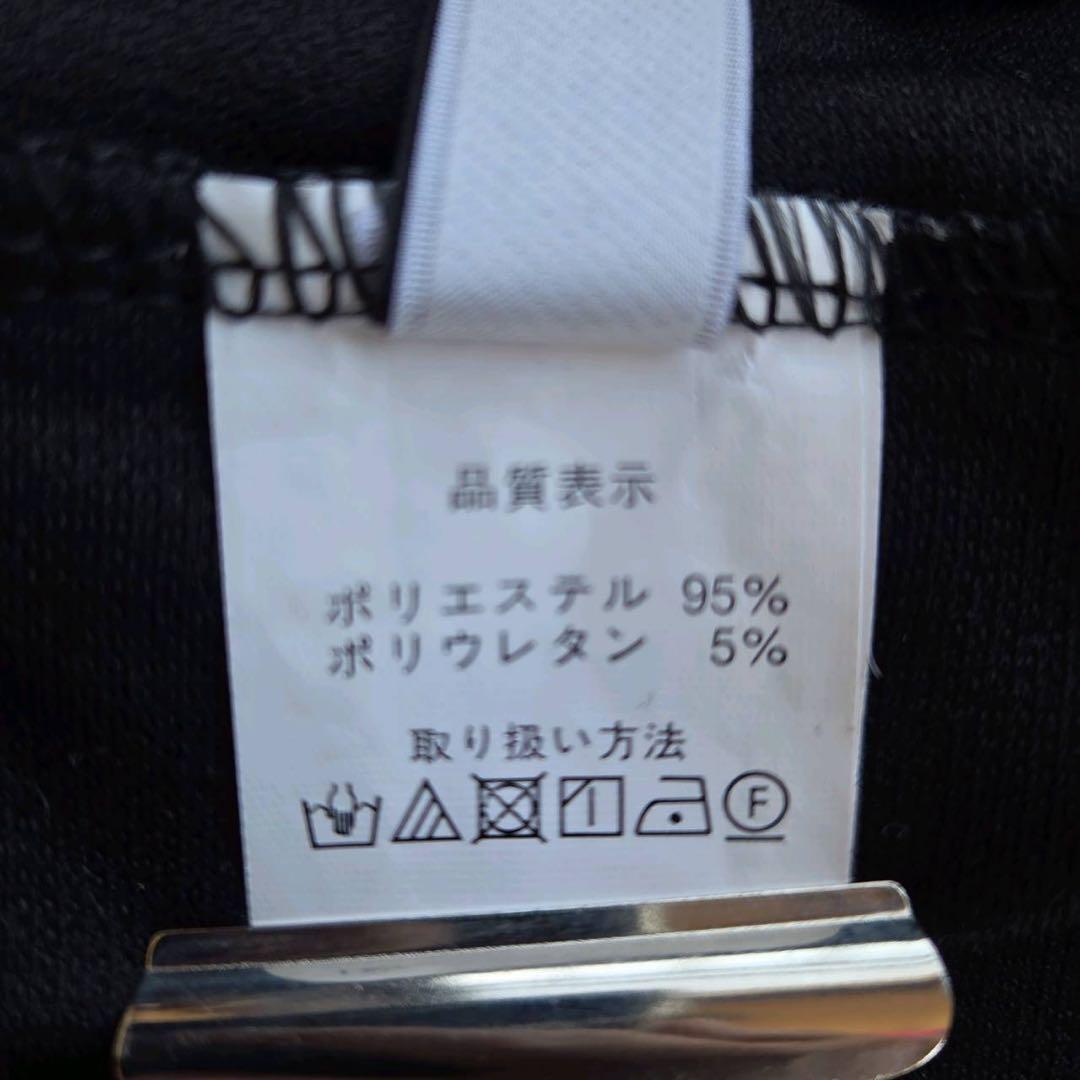 品質表示
ポリエステル 95%
ポリウレタン 5%
取り扱い方法
F